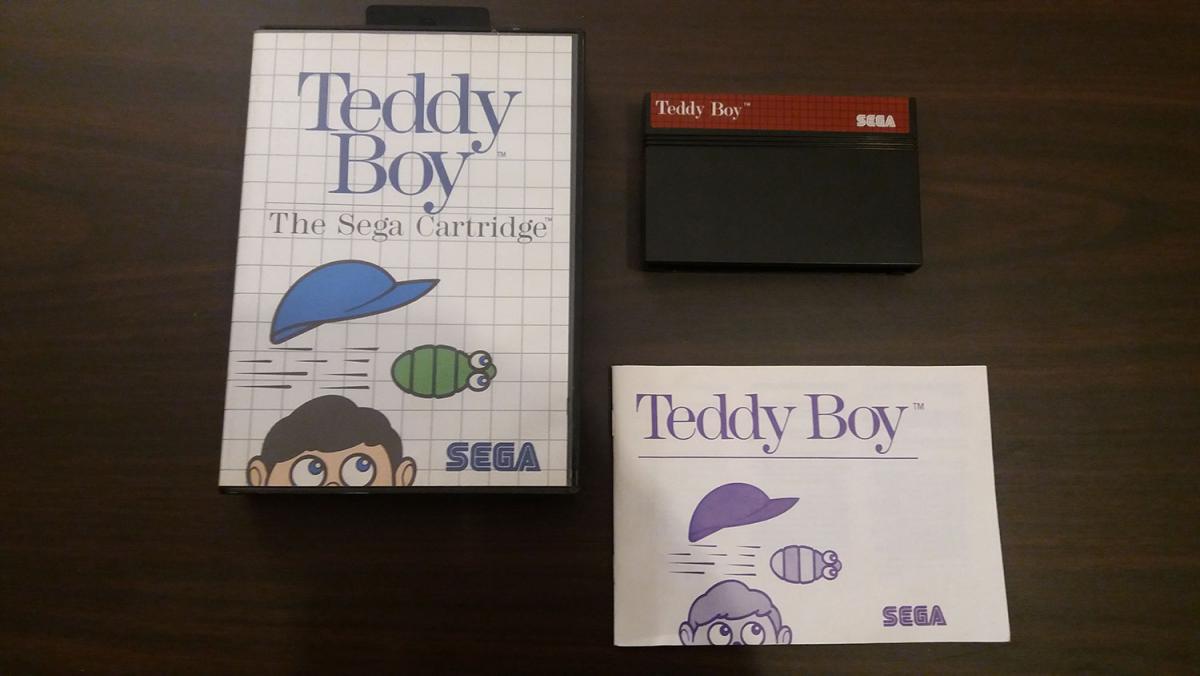 Teddy
Boy™
The Sega Cartridge™
SEGA
Teddy Boy™
SEGA
Teddy Boy™
SEGA